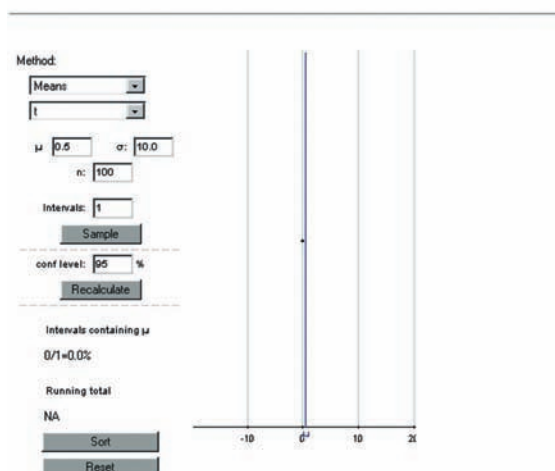 Method:
Means
t
μ 0.5 σ: 10.0
n: 100
Intervals: 1
Sample
conf level: 95 %
Recalculate
Intervals containing μ
0/1=0.0%
Running total
NA
Sort
Reset
-10 0 μ 10 20